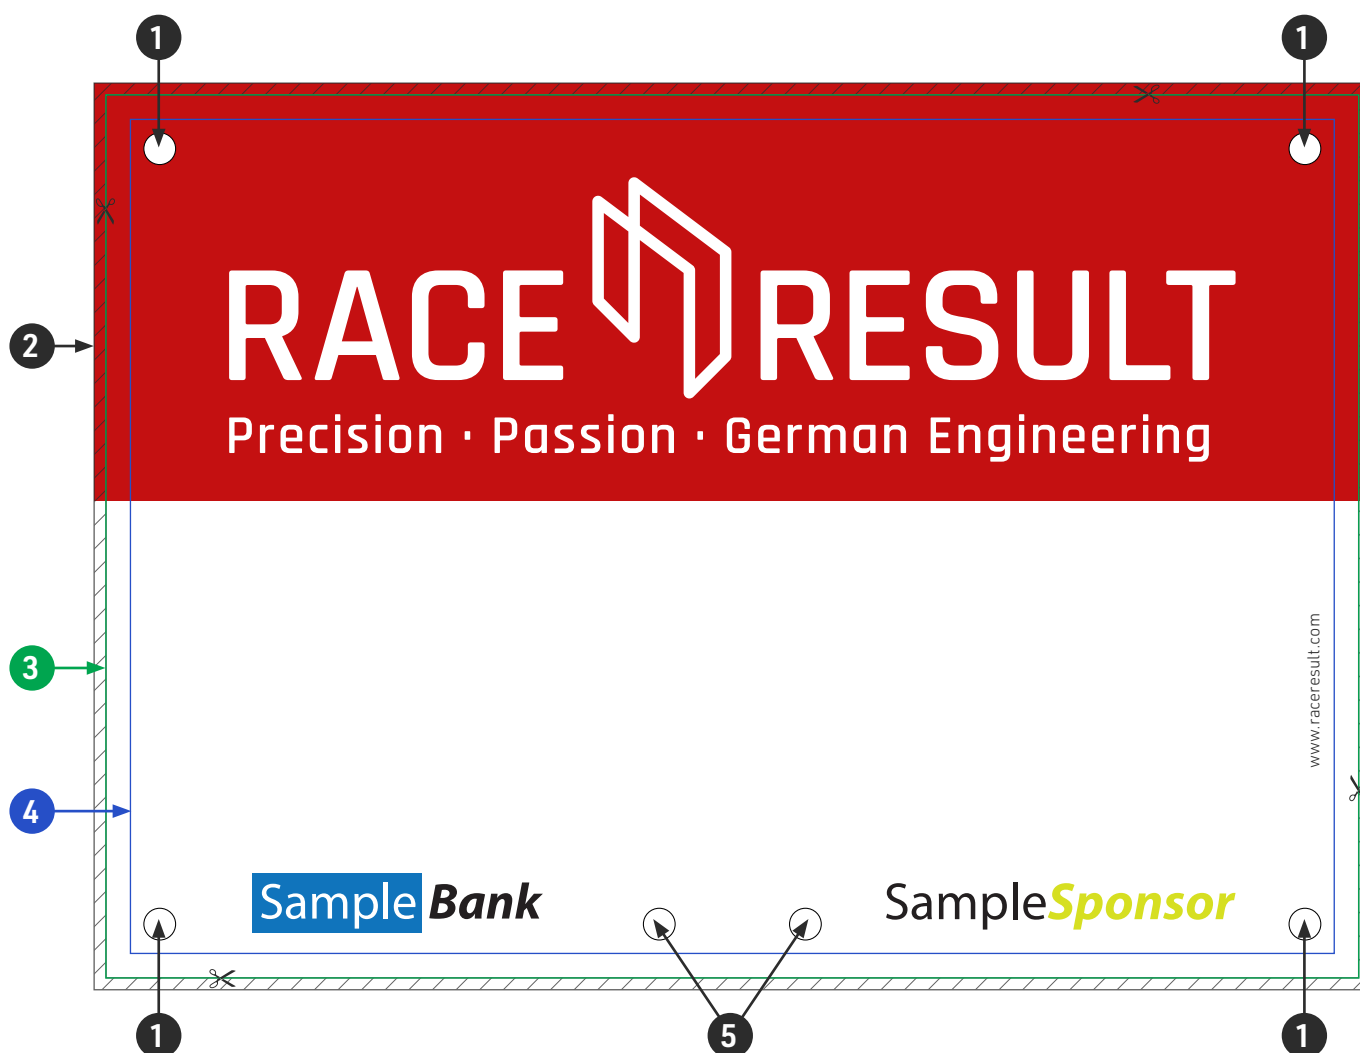 1 1
RACE RESULT
2
Precision · Passion · German Engineering
3
www.raceresult.com
4
Sample Bank SampleSponsor
1 5 1